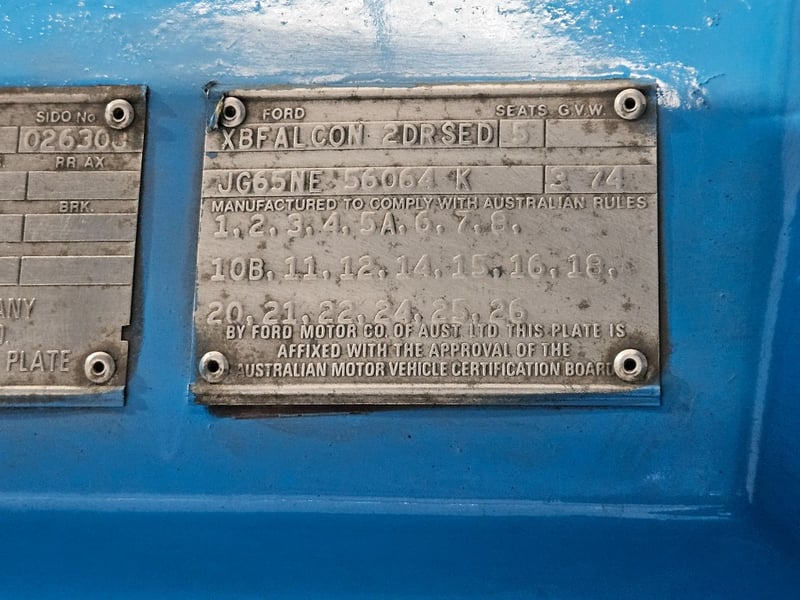 SIDO No
RR AX
BRK.
ANY
PLATE
FORD SEATS G.V.W.
XBFALCON 2DRSED 5
JG65NE 56064 K 3 74
MANUFACTURED TO COMPLY WITH AUSTRALIAN RULES
1, 2, 3, 4, 5A, 6, 7, 8,
10B, 11, 12, 14, 15, 16, 18,
20, 21, 22, 24, 25, 26
BY FORD MOTOR CO. OF AUST LTD THIS PLATE IS
AFFIXED WITH THE APPROVAL OF THE
AUSTRALIAN MOTOR VEHICLE CERTIFICATION BOARD